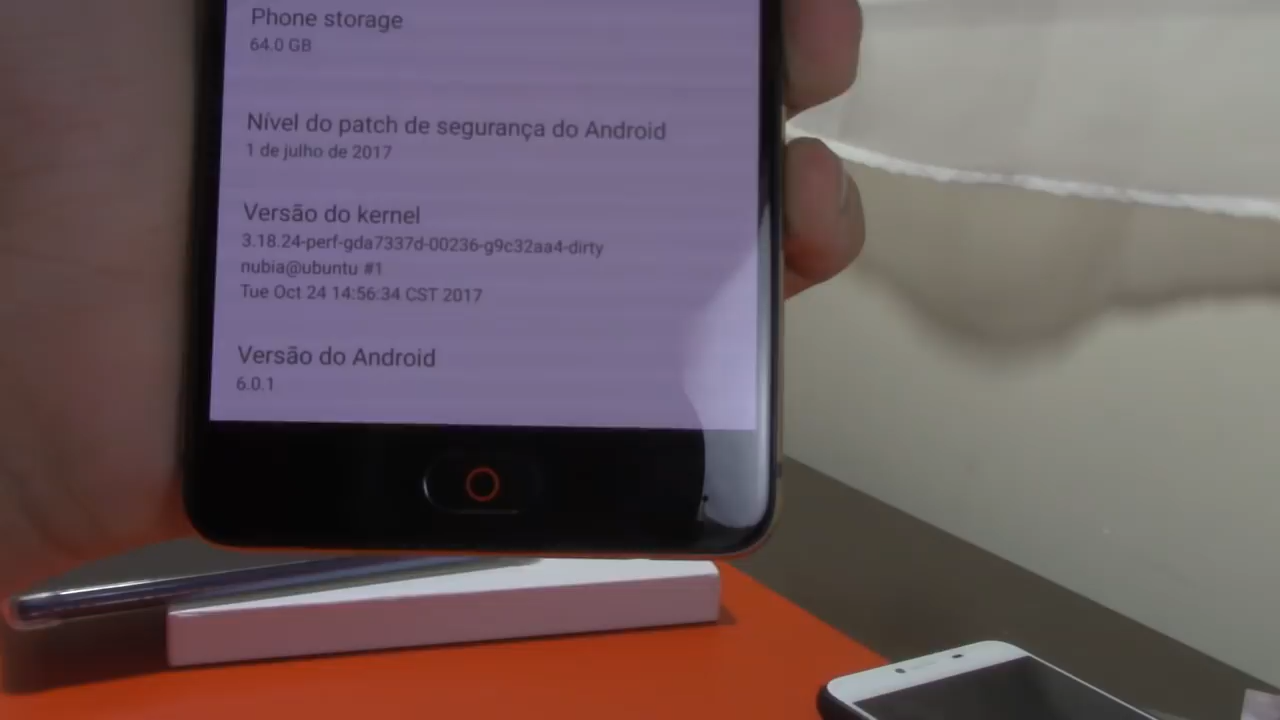 Phone storage
64.0 GB
Nível do patch de segurança do Android
1 de julho de 2017
Versão do kernel
3.18.24-perf-gda7337d-00236-g9c32aa4-dirty
nubia@ubuntu #1
Tue Oct 24 14:56:34 CST 2017
Versão do Android
6.0.1